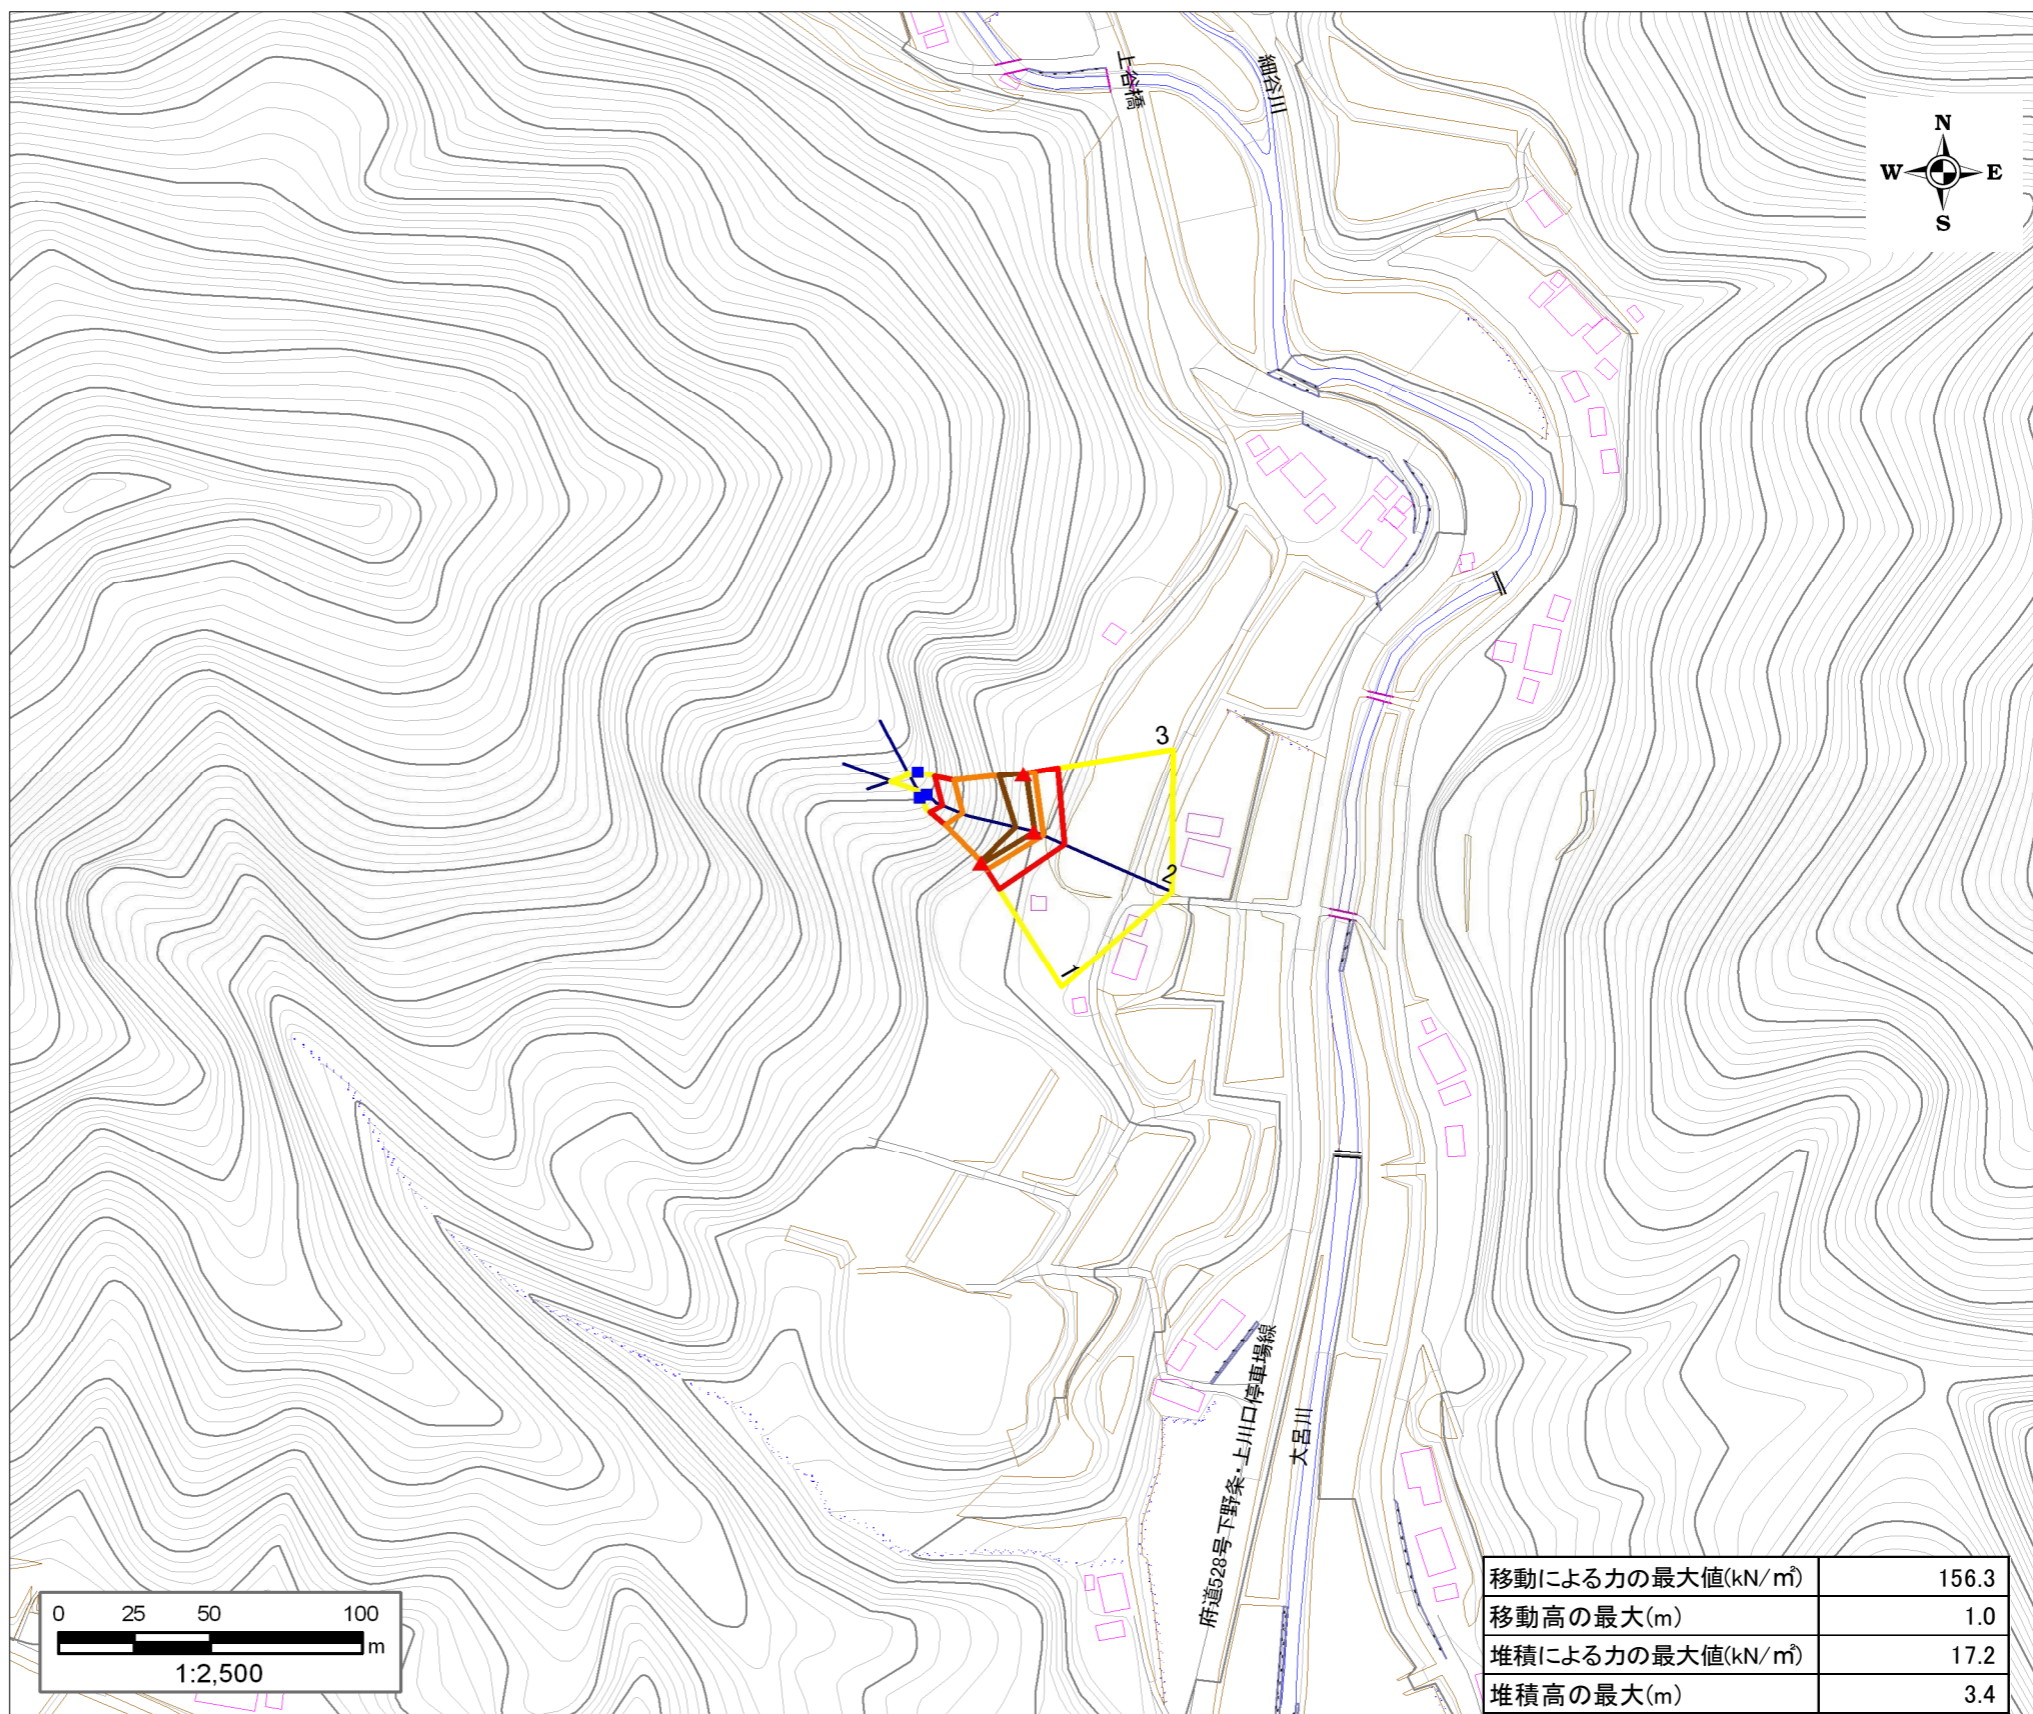 上谷橋
細谷川
N
W E
S
3
2
1
府道528号下野条・上川口停車場線
大呂川
0 25 50 100
m
1:2,500
移動による力の最大値(kN/㎡) 156.3
移動高の最大(m) 1.0
堆積による力の最大値(kN/㎡) 17.2
堆積高の最大(m) 3.4